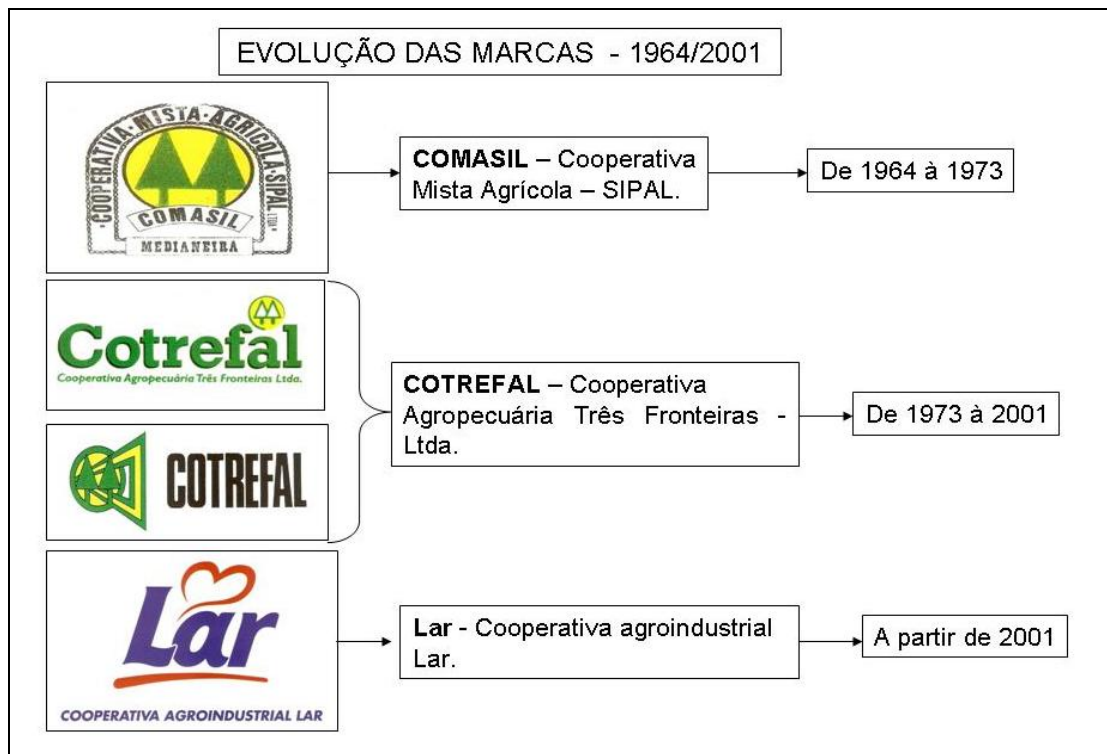 EVOLUÇÃO DAS MARCAS - 1964/2001
·COOPERATIVA·MISTA·AGRÍCOLA·SIPAL·LTDA·
COMASIL
MEDIANEIRA
COMASIL – Cooperativa
Mista Agrícola – SIPAL.
De 1964 à 1973
Cotrefal
Cooperativa Agropecuária Três Fronteiras Ltda.
COTREFAL
COTREFAL – Cooperativa
Agropecuária Três Fronteiras -
Ltda.
De 1973 à 2001
Lar
COOPERATIVA AGROINDUSTRIAL LAR
Lar - Cooperativa agroindustrial
Lar.
A partir de 2001